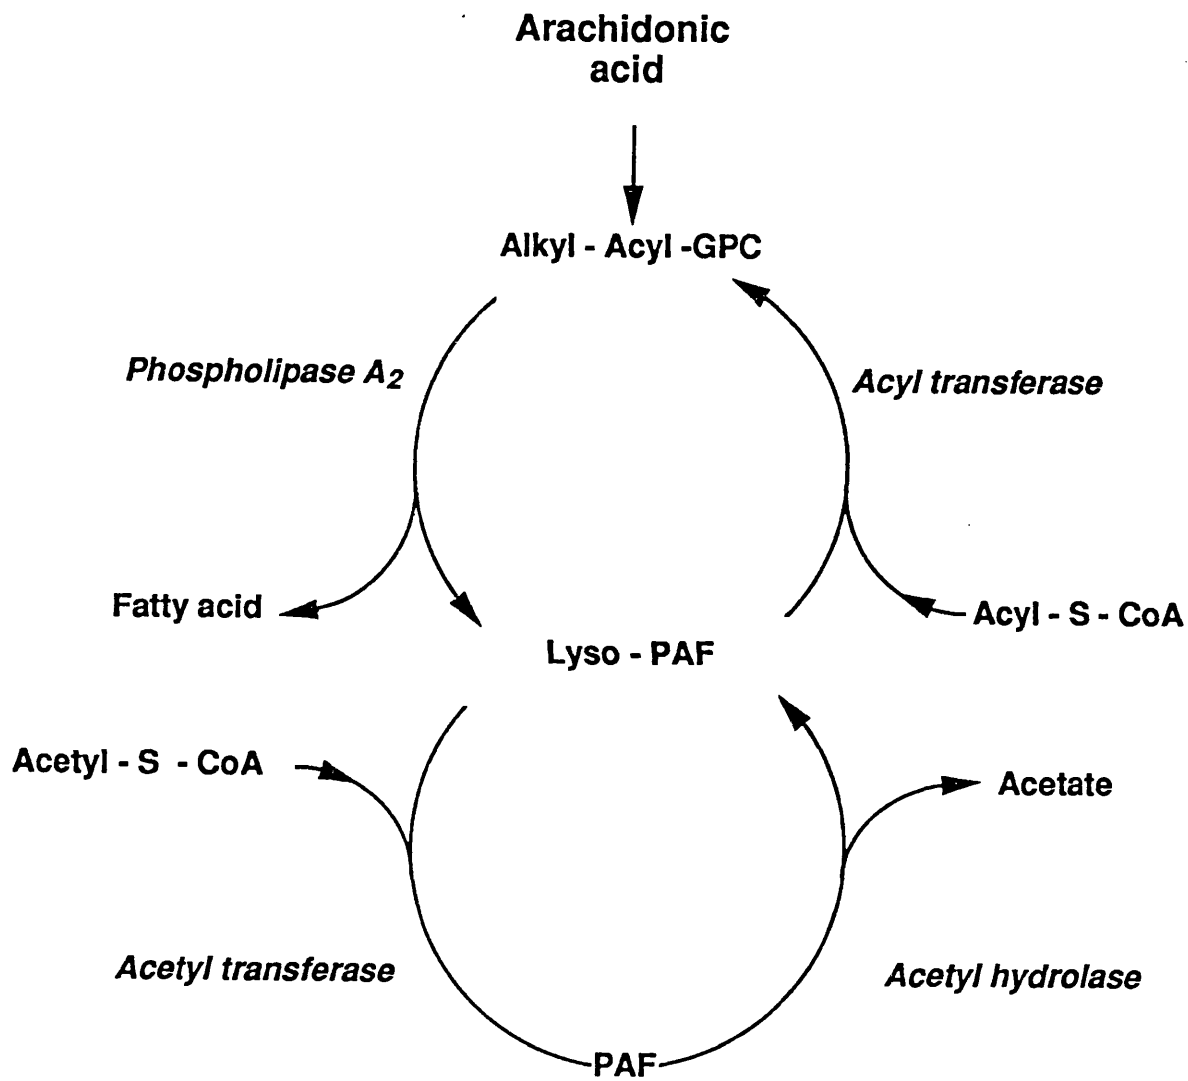 Arachidonic
acid
Alkyl - Acyl -GPC
Phospholipase A2
Acyl transferase
Fatty acid
Acyl - S - CoA
Lyso - PAF
Acetyl - S - CoA
Acetate
Acetyl transferase
Acetyl hydrolase
PAF